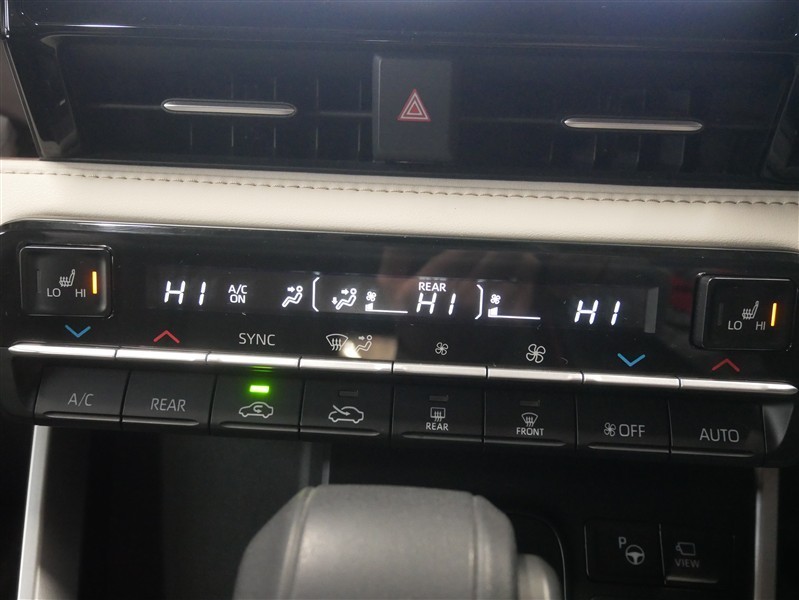 LO HI
HI A/C ON REAR HI HI
LO HI
SYNC
A/C REAR REAR FRONT OFF AUTO
P VIEW